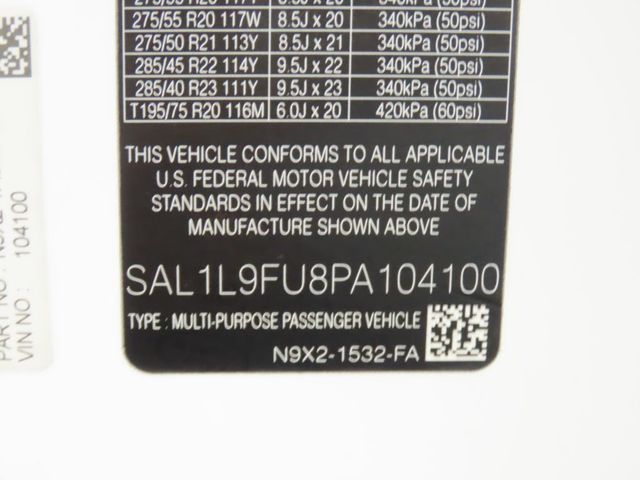 275/55 R20 117W 8.5J x 20 340kPa (50psi)
275/50 R21 113Y 8.5J x 21 340kPa (50psi)
285/45 R22 114Y 9.5J x 22 340kPa (50psi)
285/40 R23 111Y 9.5J x 23 340kPa (50psi)
T195/75 R20 116M 6.0J x 20 420kPa (60psi)
THIS VEHICLE CONFORMS TO ALL APPLICABLE
U.S. FEDERAL MOTOR VEHICLE SAFETY
STANDARDS IN EFFECT ON THE DATE OF
MANUFACTURE SHOWN ABOVE
SAL1L9FU8PA104100
TYPE : MULTI-PURPOSE PASSENGER VEHICLE
N9X2-1532-FA
PART NO :
VIN NO : 104100